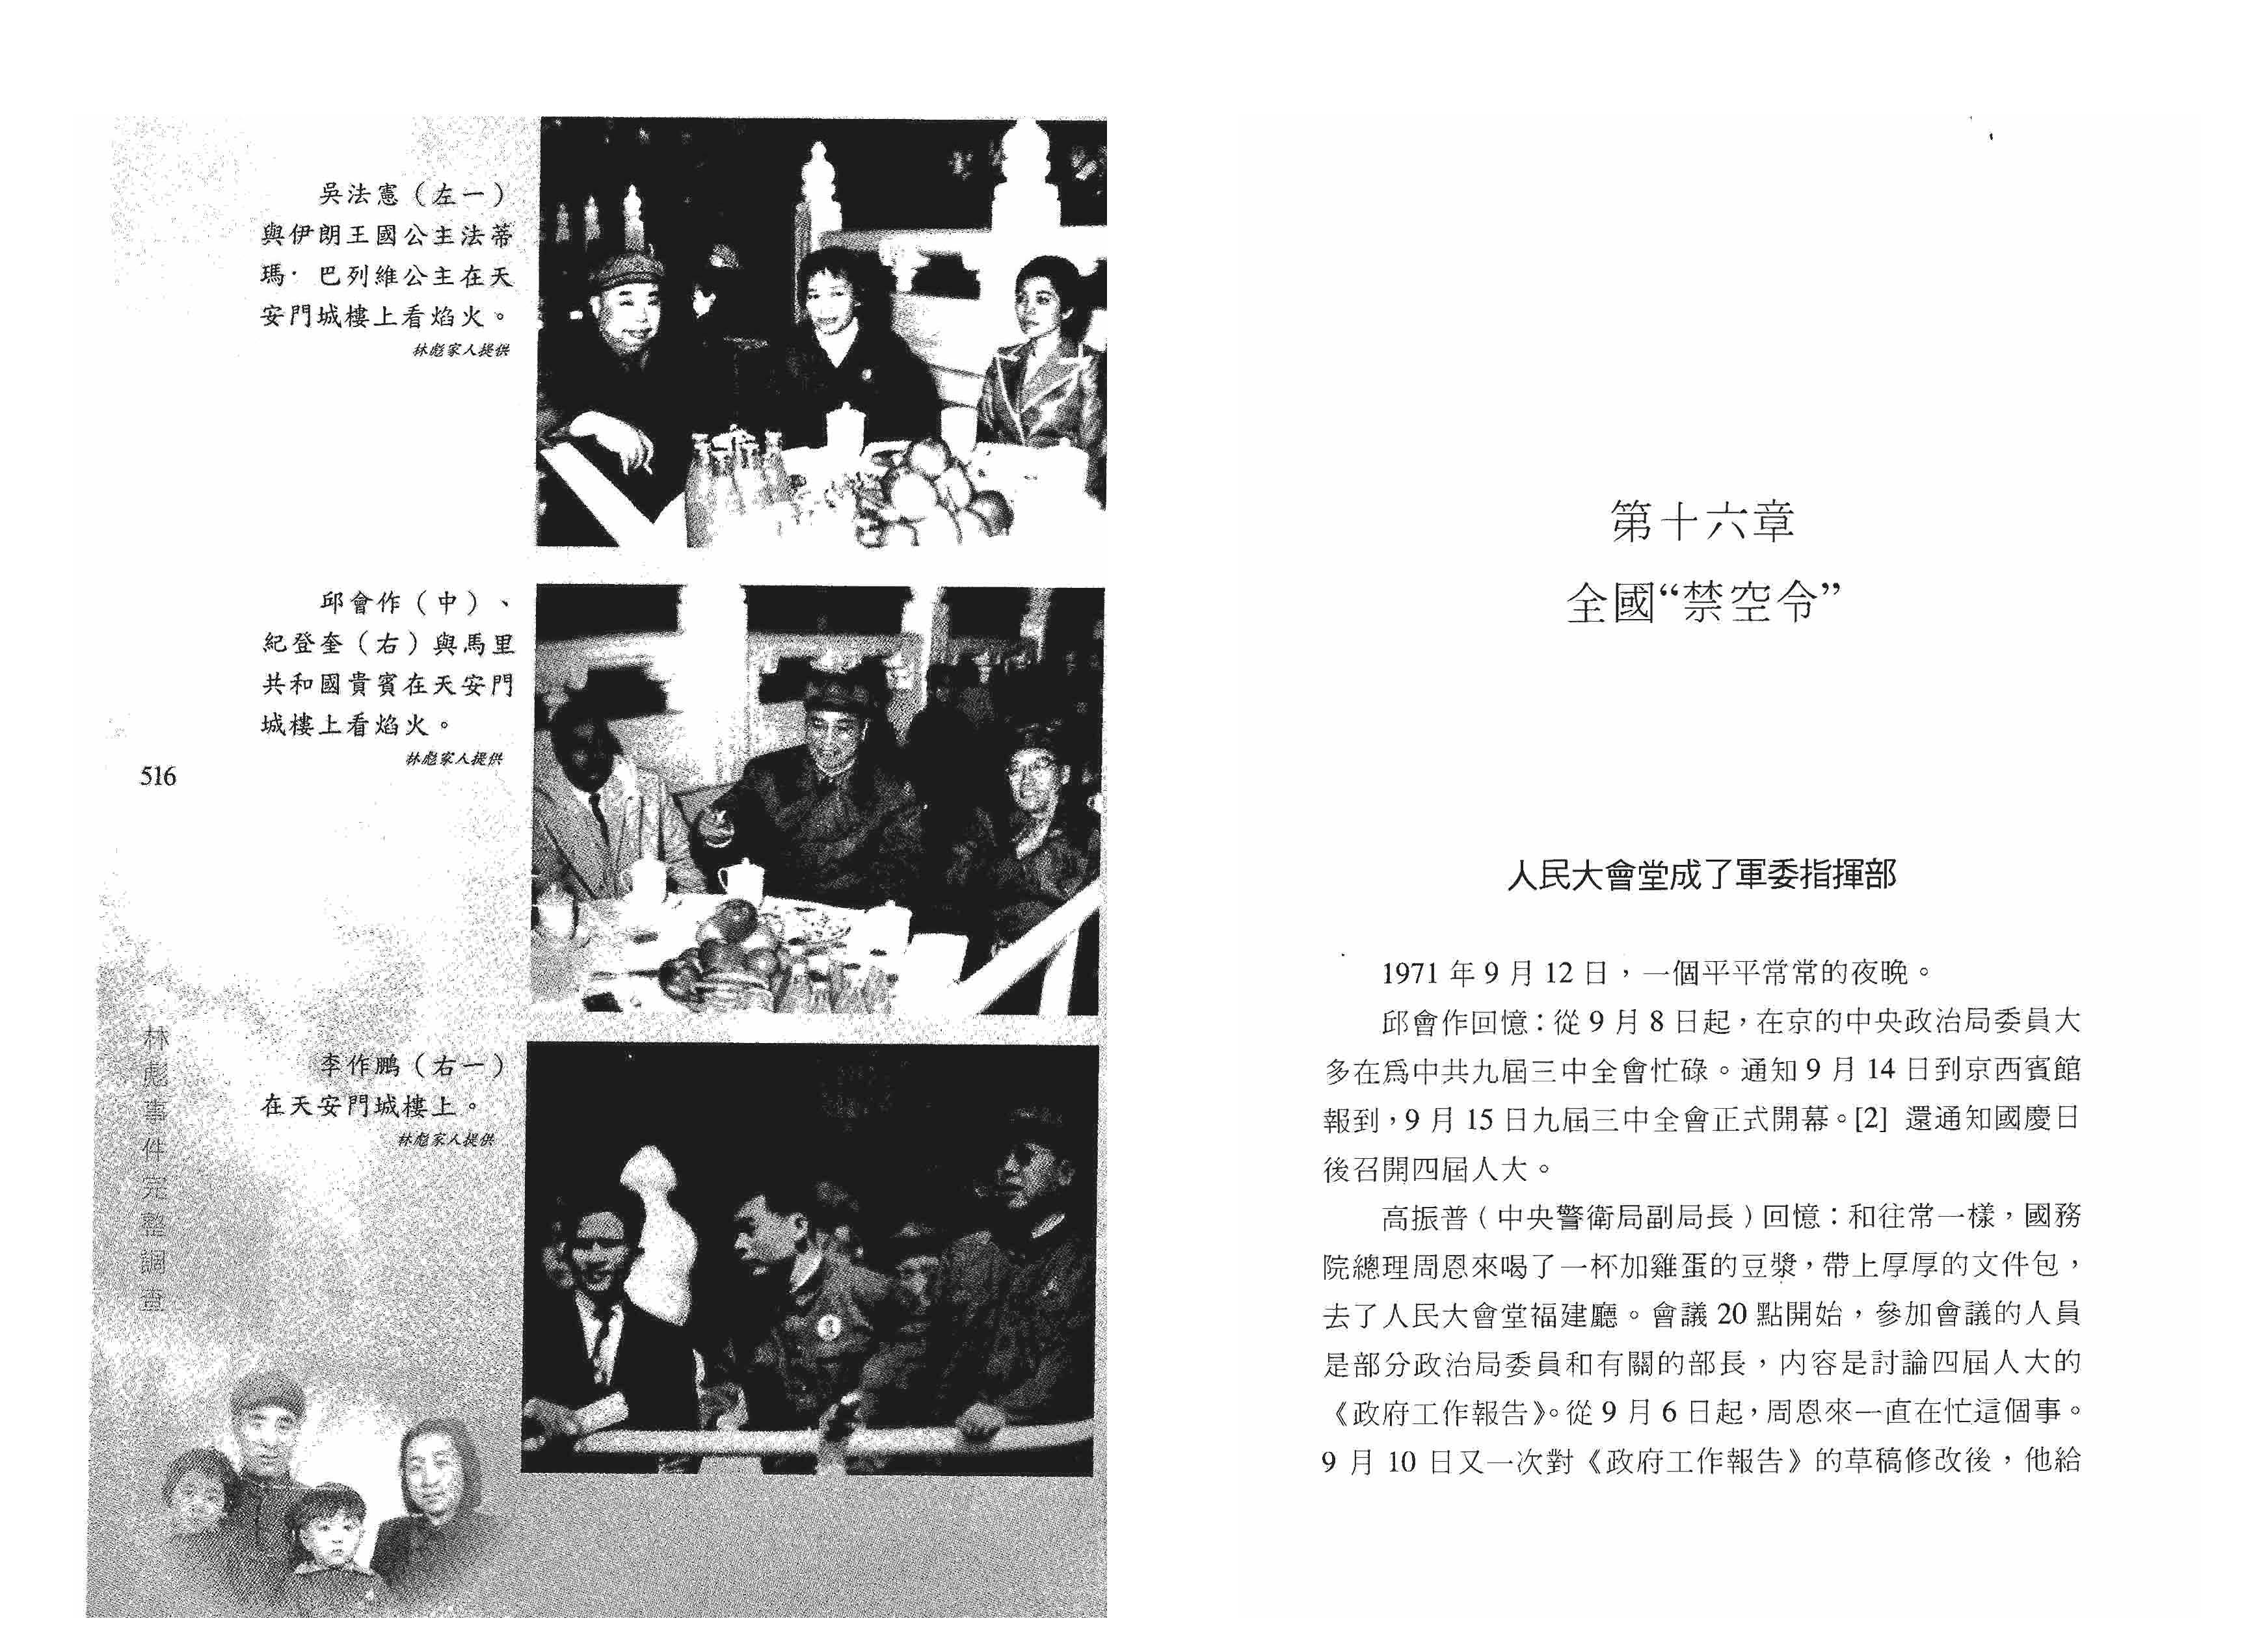 吳法憲（左一）
與伊朗王國公主法蒂
瑪·巴列維公主在天
安門城樓上看焰火。
林彪家人提供
邱會作（中）、
紀登奎（右）與馬里
共和國貴賓在天安門
城樓上看焰火。
林彪家人提供
516
李作鵬（右一）
在天安門城樓上。
林彪家人提供
林彪事件完整調查
第十六章
全國“禁空令”
人民大會堂成了軍委指揮部
1971 年 9 月 12 日，一個平平常常的夜晚。
邱會作回憶：從 9 月 8 日起，在京的中央政治局委員大
多在爲中共九屆三中全會忙碌。通知 9 月 14 日到京西賓館
報到，9 月 15 日九屆三中全會正式開幕。[2] 還通知國慶日
後召開四屆人大。
高振普（中央警衛局副局長）回憶：和往常一樣，國務
院總理周恩來喝了一杯加雞蛋的豆漿，帶上厚厚的文件包，
去了人民大會堂福建廳。會議 20 點開始，參加會議的人員
是部分政治局委員和有關的部長，内容是討論四屆人大的
《政府工作報告》。從 9 月 6 日起，周恩來一直在忙這個事。
9 月 10 日又一次對《政府工作報告》的草稿修改後，他給